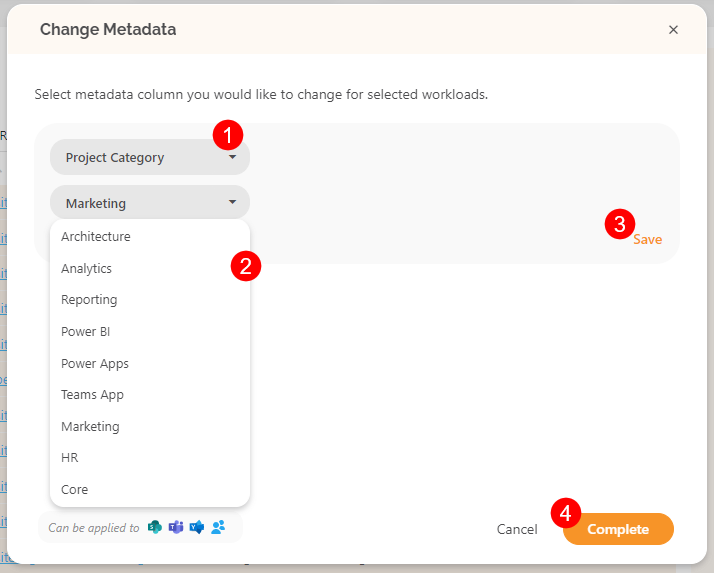 Change Metadata
Select metadata column you would like to change for selected workloads.
1
Project Category
Marketing
3
Save
Architecture
2
Analytics
Reporting
Power BI
Power Apps
Teams App
Marketing
HR
Core
4
Can be applied to
Cancel
Complete